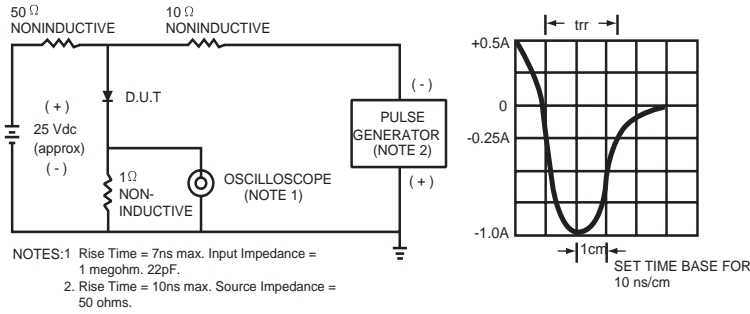 50 Ω
NONINDUCTIVE
10 Ω
NONINDUCTIVE
( + )
25 Vdc
(approx)
( - )
D.U.T
1Ω
NON-
INDUCTIVE
OSCILLOSCOPE
(NOTE 1)
( - )
PULSE
GENERATOR
(NOTE 2)
( + )
NOTES:1 Rise Time = 7ns max. Input Impedance =
1 megohm. 22pF.
2. Rise Time = 10ns max. Source Impedance =
50 ohms.
trr
+0.5A
0
-0.25A
-1.0A
1cm
SET TIME BASE FOR
10 ns/cm